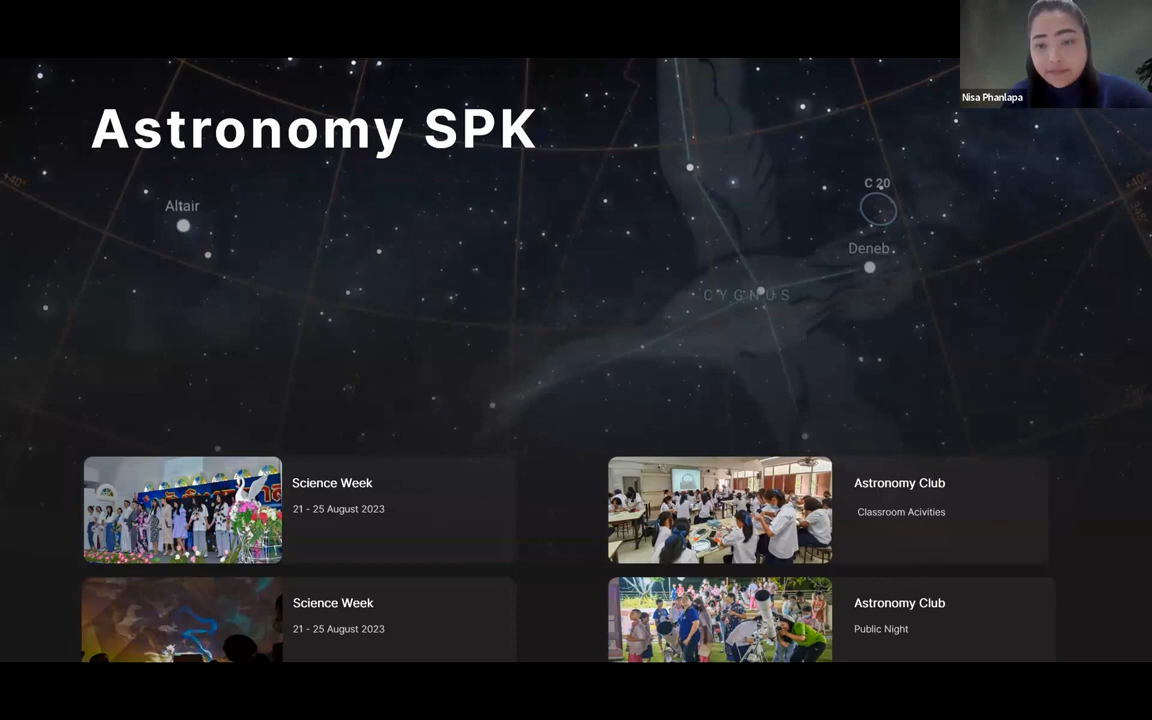 Nisa Phanlapa
Astronomy SPK
+40°
Altair
C 20
Deneb
CYGNUS
Science Week
21 - 25 August 2023
Astronomy Club
Classroom Acivities
Science Week
21 - 25 August 2023
Astronomy Club
Public Night